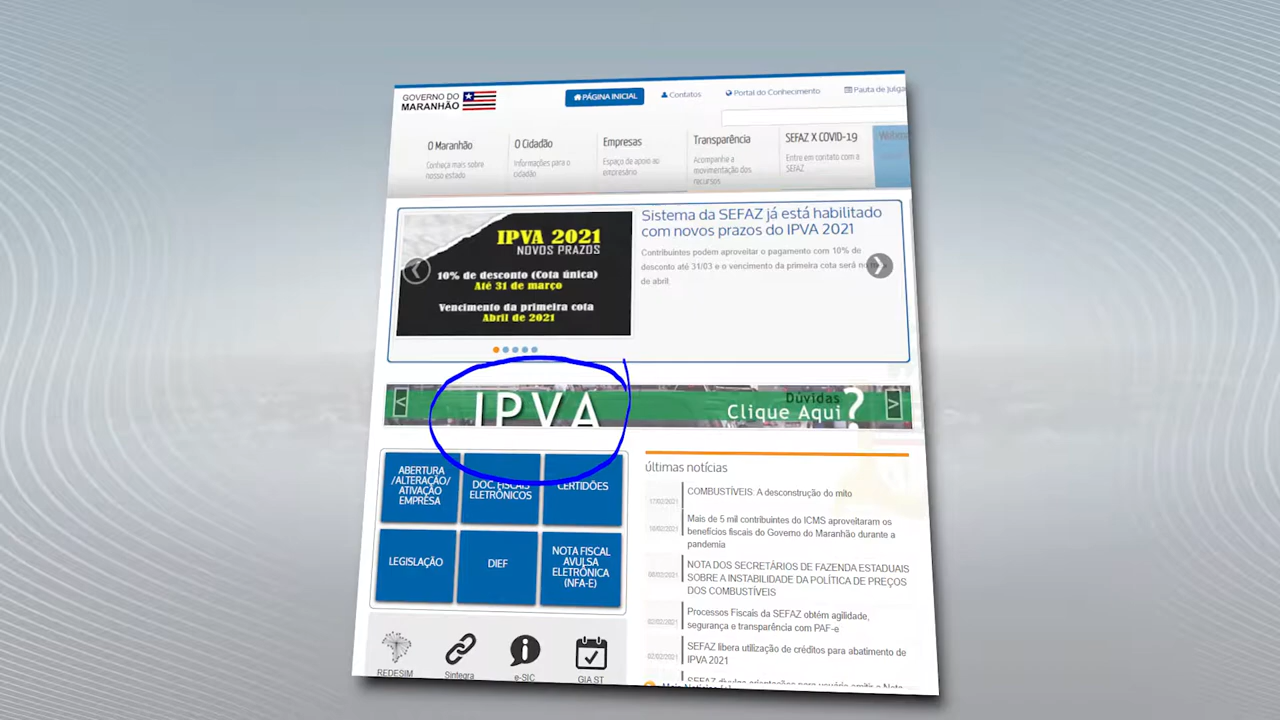 GOVERNO DO
MARANHÃO
PÁGINA INICIAL
Contatos
Portal do Conhecimento
Pauta de Julga
O Maranhão
Conheça mais sobre
nosso estado
O Cidadão
Informações para o
cidadão
Empresas
Espaço de apoio ao
empresário
Transparência
Acompanhe a
movimentação dos
recursos
SEFAZ X COVID-19
Entre em contato com a
SEFAZ
IPVA 2021
NOVOS PRAZOS
10% de desconto (Cota única)
Até 31 de março
Vencimento da primeira cota
Abril de 2021
Sistema da SEFAZ já está habilitado
com novos prazos do IPVA 2021
Contribuintes podem aproveitar o pagamento com 10% de
desconto até 31/03 e o vencimento da primeira cota será no
de abril
IPVA
Dúvidas
Clique Aqui ?
ABERTURA
/ALTERAÇÃO/
ATIVAÇÃO
EMPRESA
DOC. FISCAIS
ELETRÔNICOS
CERTIDÕES
LEGISLAÇÃO
DIEF
NOTA FISCAL
AVULSA
ELETRÔNICA
(NFA-E)
REDESIM
Sintegra
e-SIC
GIA ST
últimas notícias
17/02/2021
COMBUSTÍVEIS: A desconstrução do mito
Mais de 5 mil contribuintes do ICMS aproveitaram os
benefícios fiscais do Governo do Maranhão durante a
pandemia
NOTA DOS SECRETÁRIOS DE FAZENDA ESTADUAIS
SOBRE A INSTABILIDADE DA POLÍTICA DE PREÇOS
DOS COMBUSTÍVEIS
02/02/2021
Processos Fiscais da SEFAZ obtém agilidade,
segurança e transparência com PAF-e
02/02/2021
SEFAZ libera utilização de créditos para abatimento de
IPVA 2021